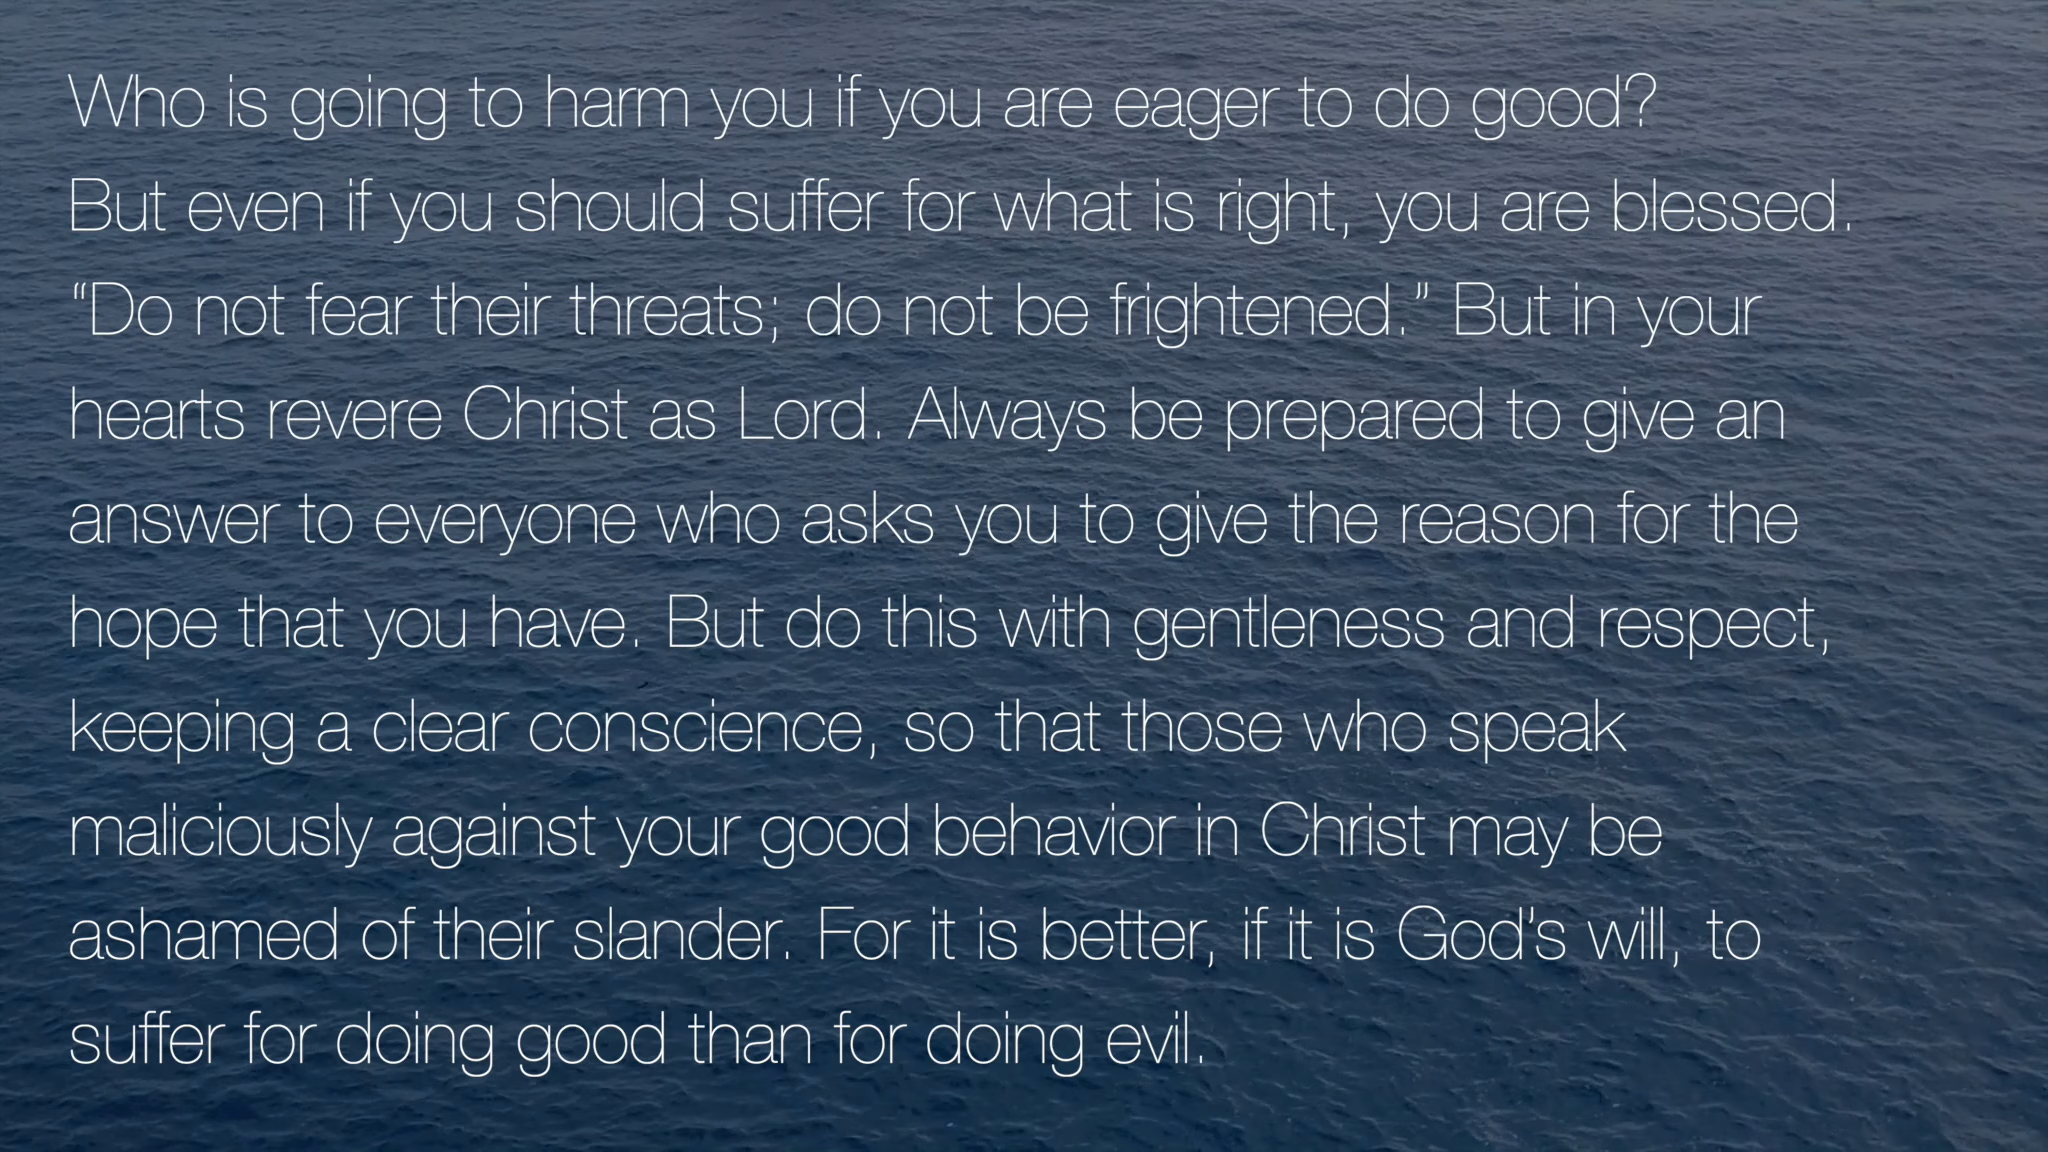 Who is going to harm you if you are eager to do good?
But even if you should suffer for what is right, you are blessed.
“Do not fear their threats; do not be frightened.” But in your
hearts revere Christ as Lord. Always be prepared to give an
answer to everyone who asks you to give the reason for the
hope that you have. But do this with gentleness and respect,
keeping a clear conscience, so that those who speak
maliciously against your good behavior in Christ may be
ashamed of their slander. For it is better, if it is God’s will, to
suffer for doing good than for doing evil.